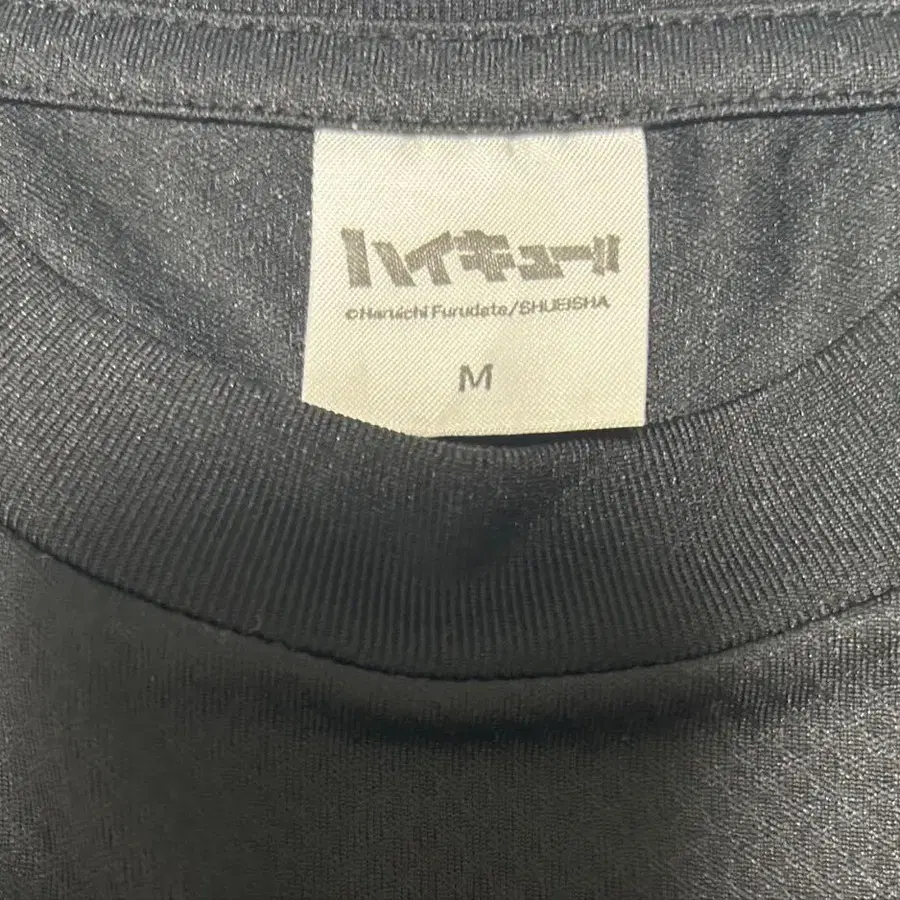 ハイキュー!!
©Haruichi Furudate/SHUEISHA
M